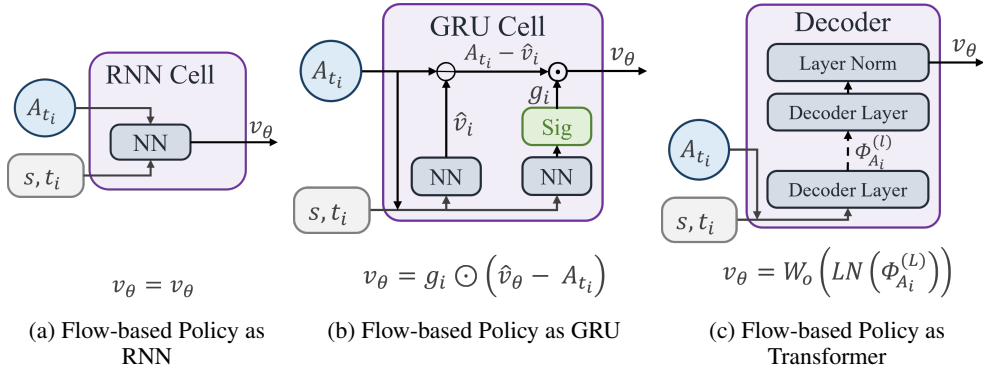 RNN Cell
A_{t_i}
NN
v_θ
s, t_i
v_θ = v_θ
(a) Flow-based Policy as
RNN
GRU Cell
A_{t_i}
A_{t_i} − v̂_i
v_θ
g_i
v̂_i
Sig
NN
NN
s, t_i
v_θ = g_i ⊙ (v̂_θ − A_{t_i})
(b) Flow-based Policy as GRU
Decoder
v_θ
Layer Norm
Decoder Layer
Φ_{A_i}^{(l)}
A_{t_i}
Decoder Layer
s, t_i
v_θ = W_o (LN (Φ_{A_i}^{(L)}))
(c) Flow-based Policy as
Transformer